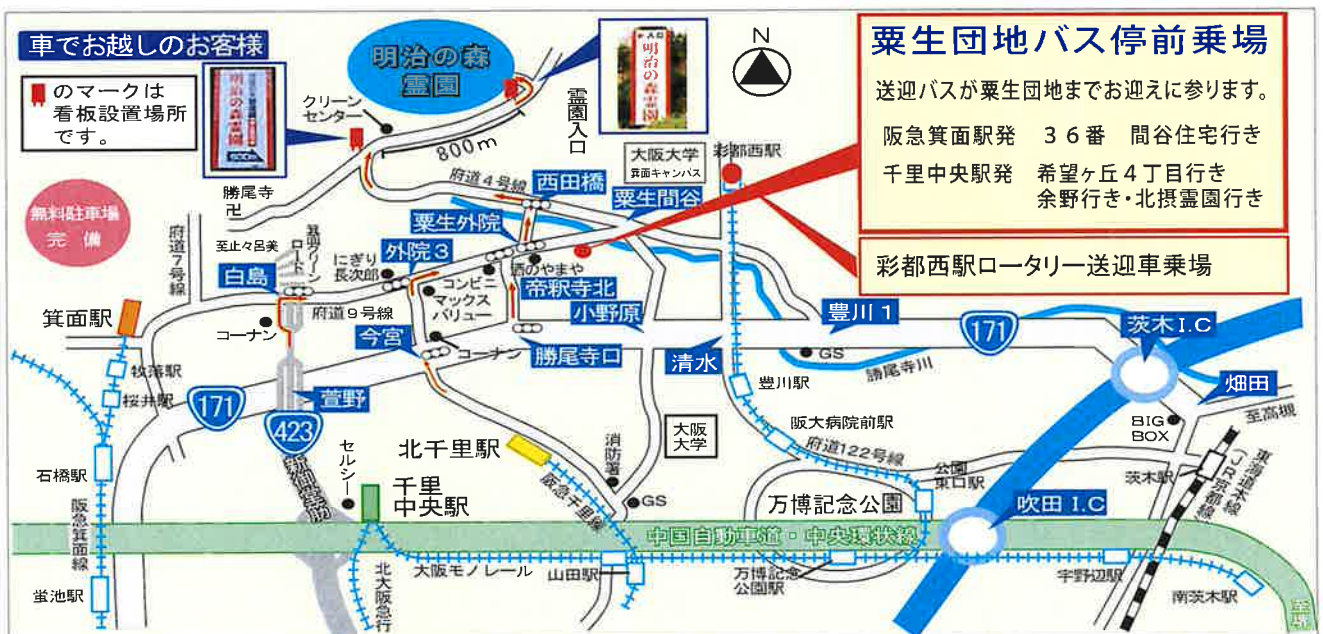 車でお越しのお客様
のマークは
看板設置場所
です。
明治の森霊園
明治の森
霊園
入口
明治の森霊園
霊園入口
N
粟生団地バス停前乗場
送迎バスが粟生団地までお迎えに参ります。
阪急箕面駅発 36番 間谷住宅行き
千里中央駅発 希望ヶ丘4丁目行き
余野行き・北摂霊園行き
彩都西駅ロータリー送迎車乗場
クリーン
センター
800m
大阪大学
箕面キャンパス
彩都西駅
府道4号線
西田橋
粟生間谷
勝尾寺
卍
無料駐車場
完備
府道7号線
至止々呂美
箕面グリーン
ロード
粟生外院
外院3
にぎり
長次郎
白島
コンビニ
マックス
バリュー
酒のやまや
帝釈寺北
府道9号線
箕面駅
コーナン
今宮
コーナン
小野原
豊川1
171
茨木I.C
勝尾寺口
清水
GS
勝尾寺川
畑田
牧落駅
桜井駅
171
萱野
423
新御堂筋
豊川駅
至高槻
BIG
BOX
大阪
大学
阪大病院前駅
府道122号線
北千里駅
消防署
セルシー
石橋駅
千里
中央駅
阪急千里線
GS
万博記念公園
公園
東口駅
茨木駅
東海道本線
(JR京都線)
吹田I.C
阪急箕面線
中国自動車道・中央環状線
大阪モノレール
山田駅
万博記念
公園駅
宇野辺駅
南茨木駅
蛍池駅
北大阪急行
至堺